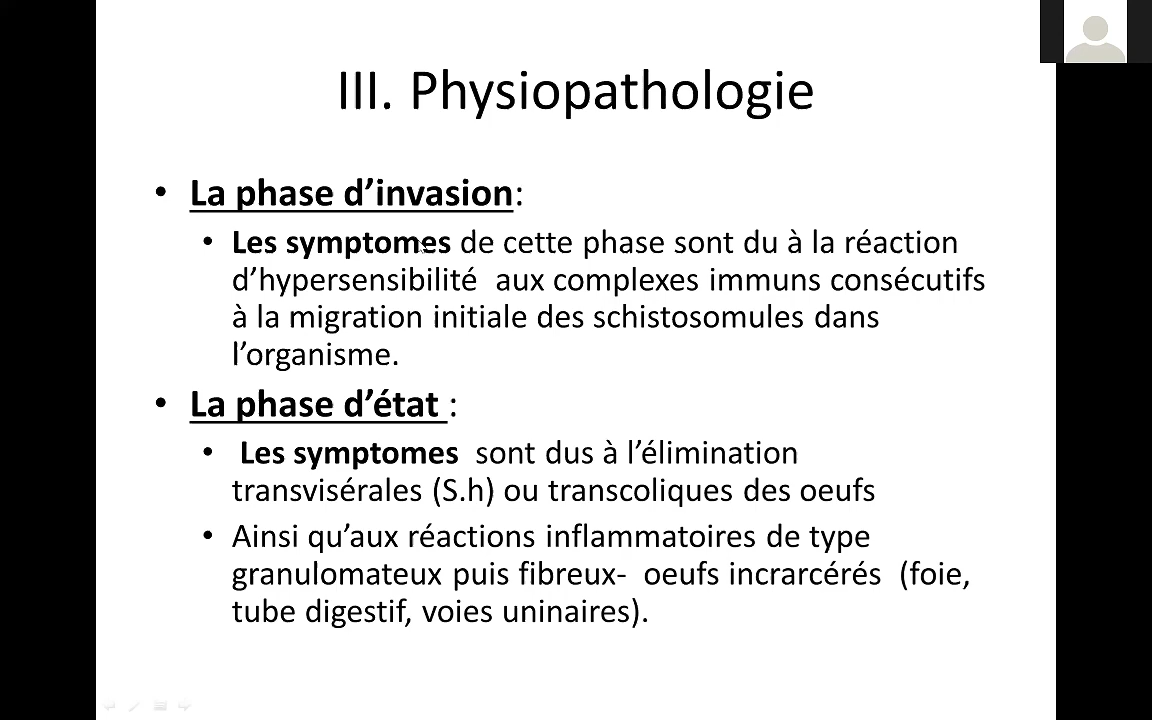 III. Physiopathologie
• La phase d’invasion:
• Les symptomes de cette phase sont du à la réaction
d’hypersensibilité aux complexes immuns consécutifs
à la migration initiale des schistosomules dans
l’organisme.
• La phase d’état :
• Les symptomes sont dus à l’élimination
transvisérales (S.h) ou transcoliques des oeufs
• Ainsi qu’aux réactions inflammatoires de type
granulomateux puis fibreux- oeufs incrarcérés (foie,
tube digestif, voies uninaires).